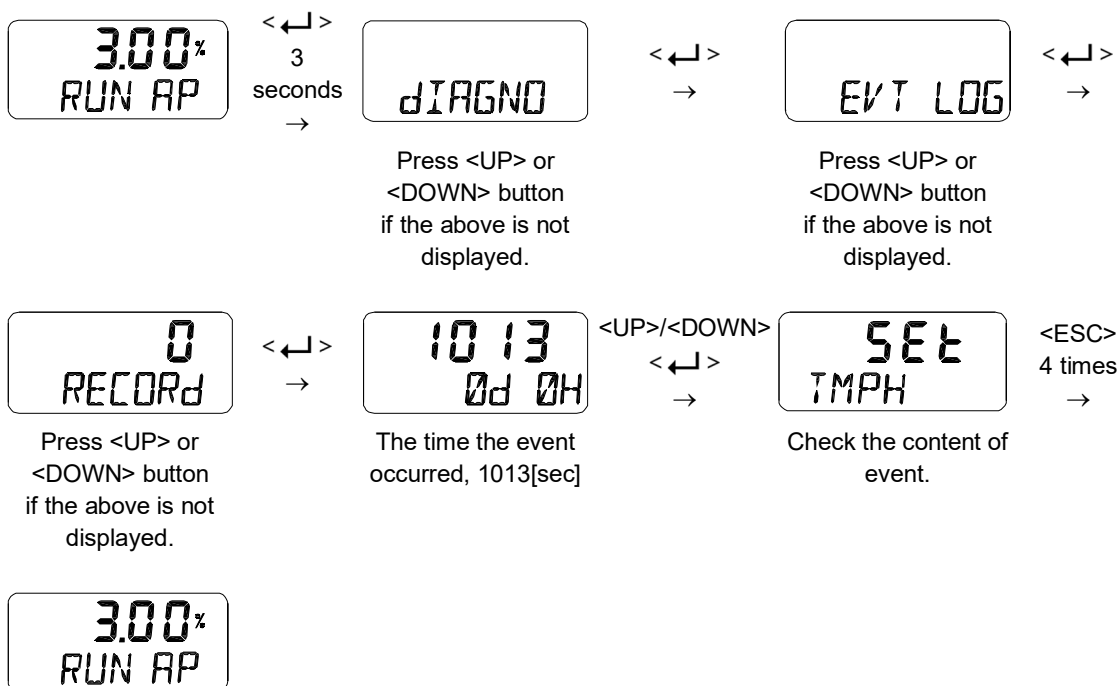 3.00%
RUN AP
<↵>
3
seconds
→
dIAGNO
Press <UP> or
<DOWN> button
if the above is not
displayed.
<↵>
→
EVT LOG
Press <UP> or
<DOWN> button
if the above is not
displayed.
<↵>
→
0
RECORd
Press <UP> or
<DOWN> button
if the above is not
displayed.
<↵>
→
1013
0d 0H
The time the event
occurred, 1013[sec]
<UP>/<DOWN>
<↵>
→
SEt
TMPH
Check the content of
event.
<ESC>
4 times
→
3.00%
RUN AP